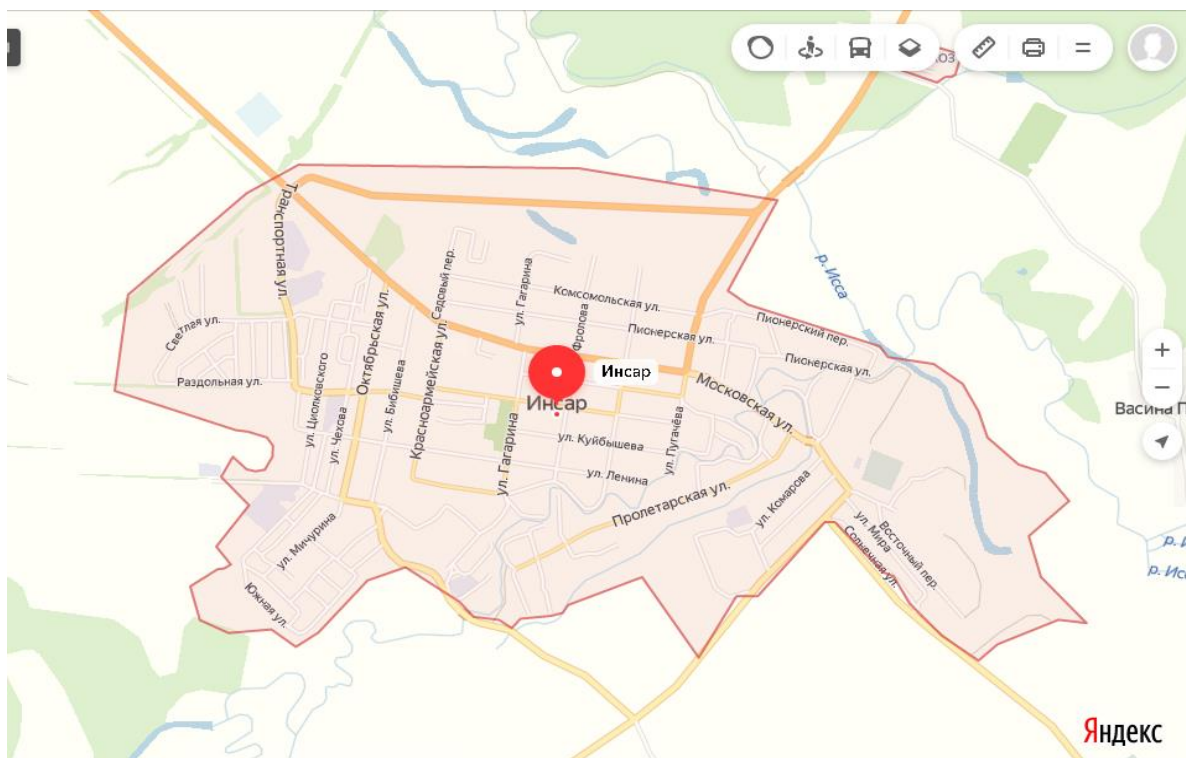 КОЗ
Транспортная ул.
р. Исса
Садовый пер.
ул. Гагарина
Комсомольская ул.
Фролова
Пионерская ул.
Пионерский пер.
Пионерская ул.
Светлая ул.
Октябрьская ул.
Красноармейская ул.
Раздольная ул.
ул. Циолковского
ул. Бибишева
Инсар
Инсар
Московская ул.
Васина П
ул. Чехова
ул. Гагарина
ул. Куйбышева
ул. Пугачёва
ул. Ленина
Пролетарская ул.
ул. Комарова
ул. Мичурина
Южная ул.
ул. Мира
Восточный пер.
Солнечная ул.
р. И
р. Исс
Яндекс